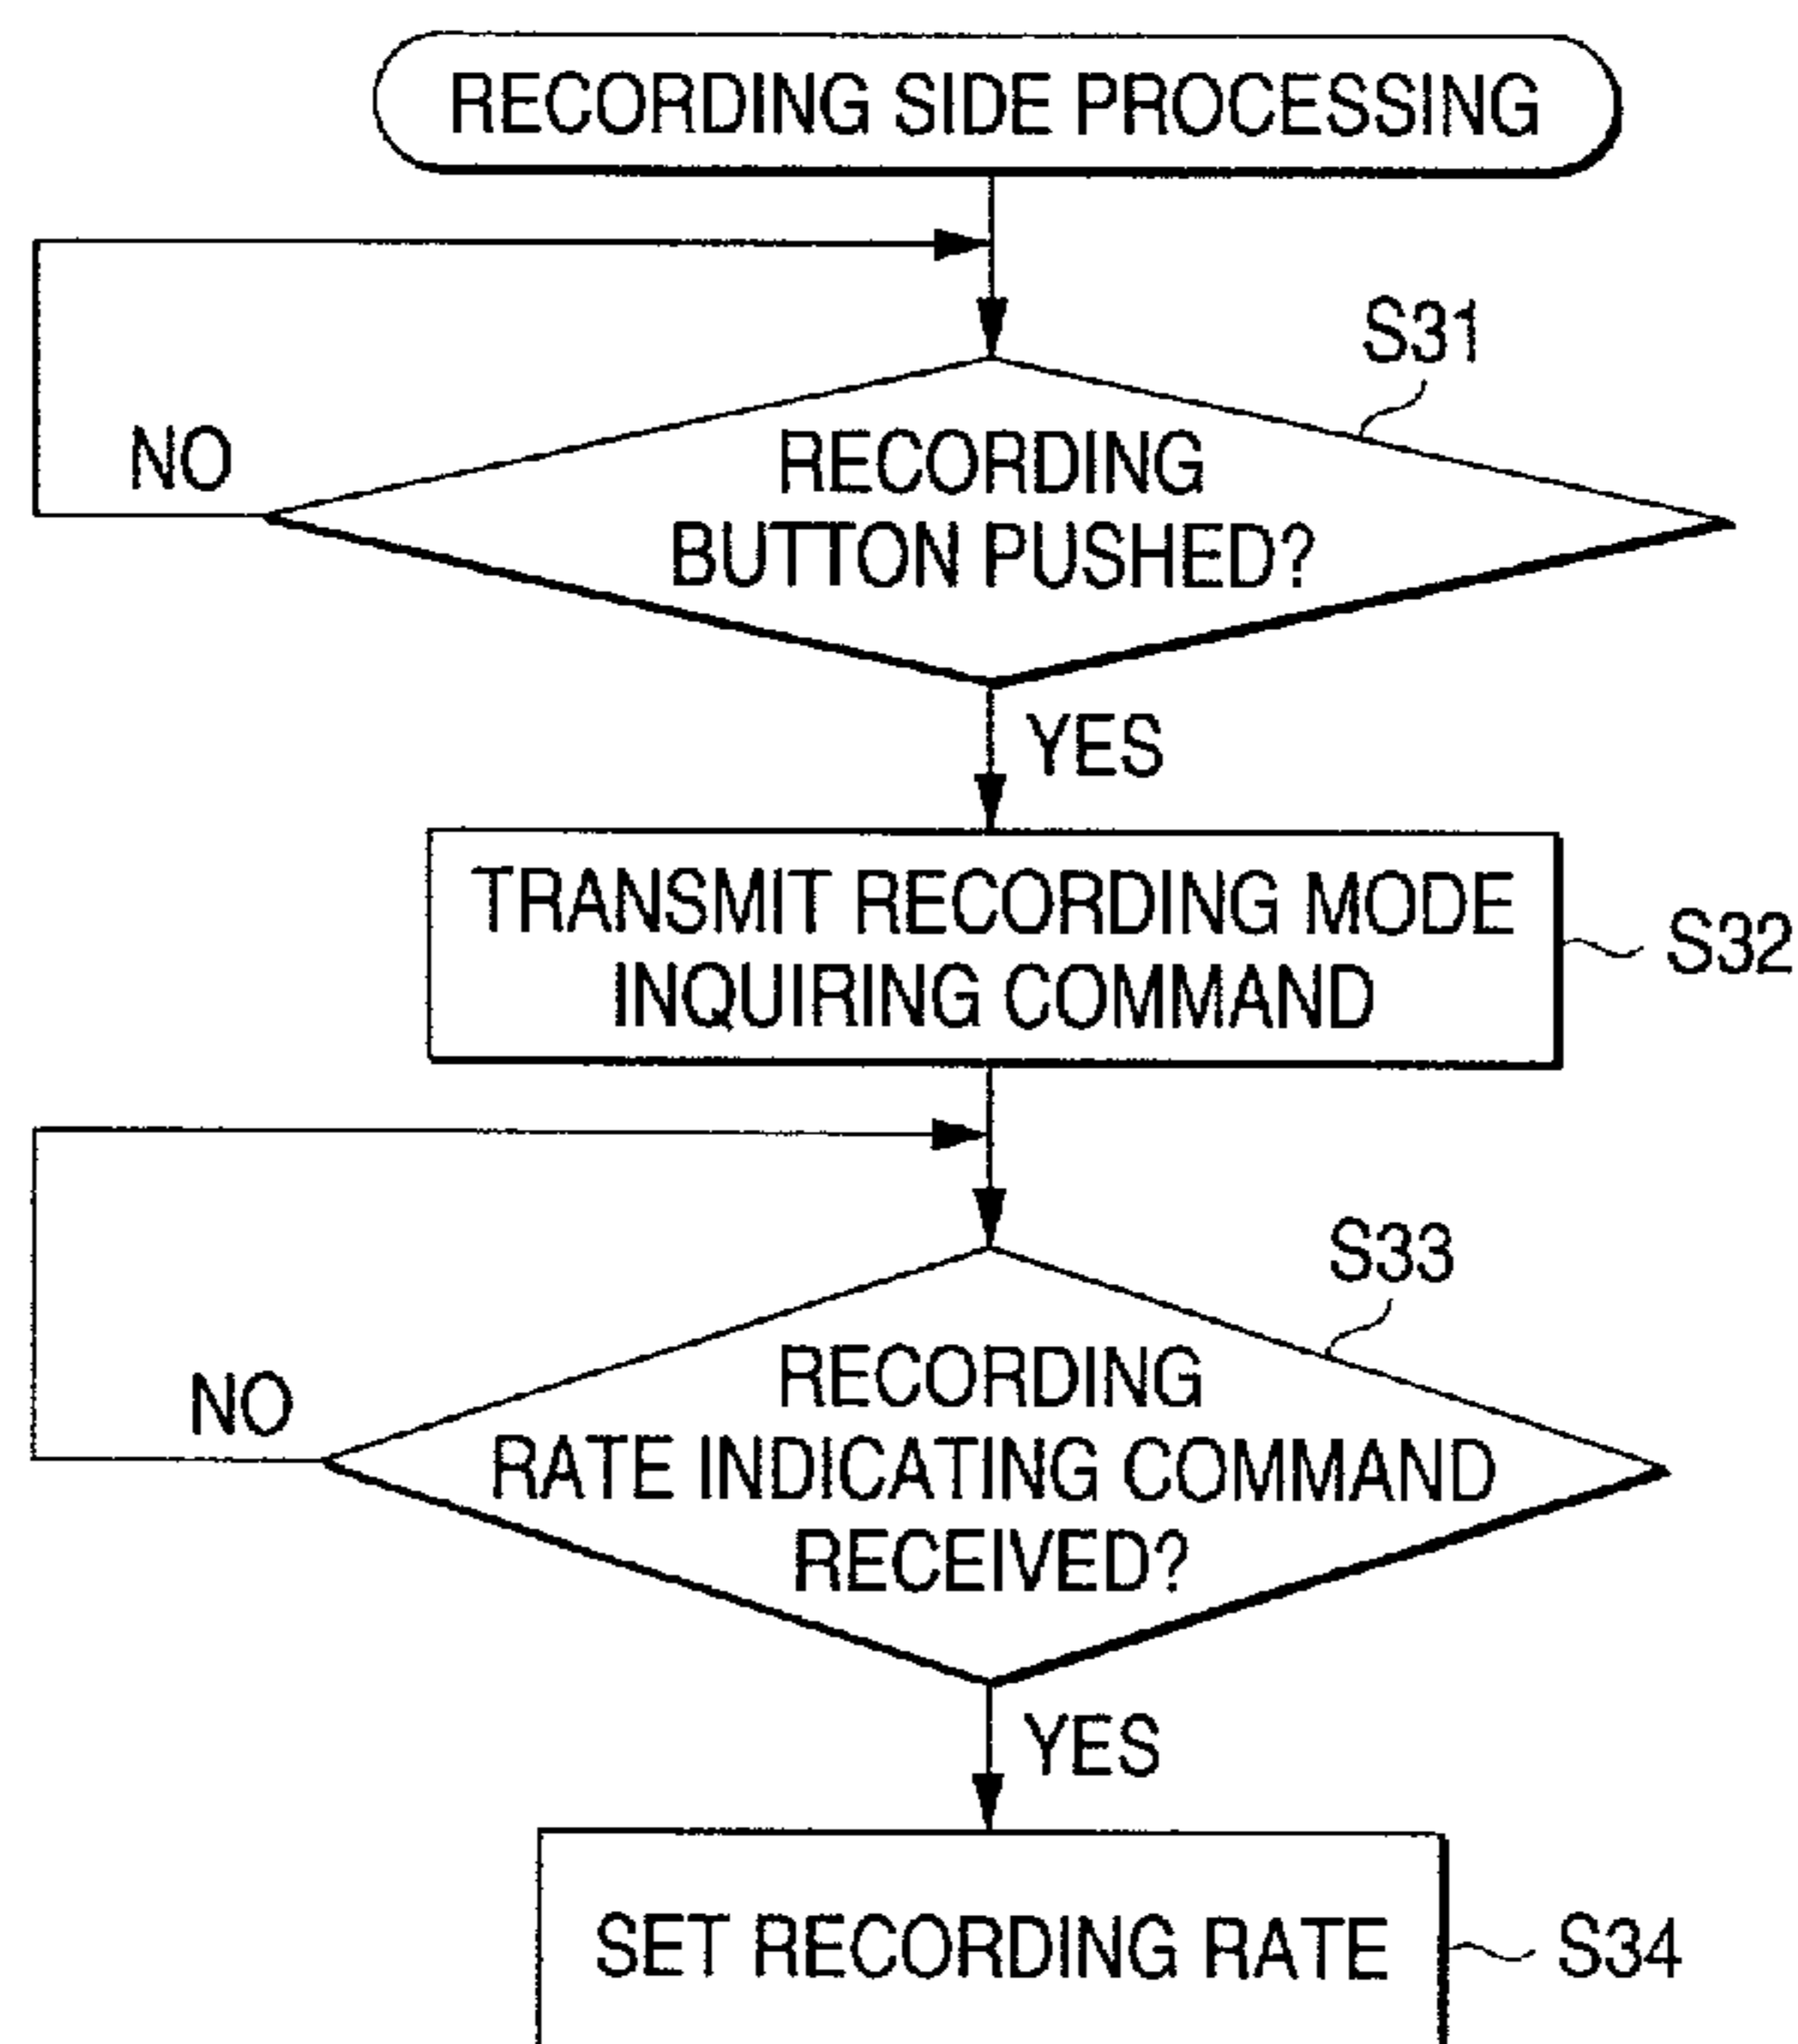 RECORDING SIDE PROCESSING
S31
RECORDING
BUTTON PUSHED?
NO
YES
TRANSMIT RECORDING MODE
INQUIRING COMMAND
S32
S33
RECORDING
RATE INDICATING COMMAND
RECEIVED?
NO
YES
SET RECORDING RATE
S34